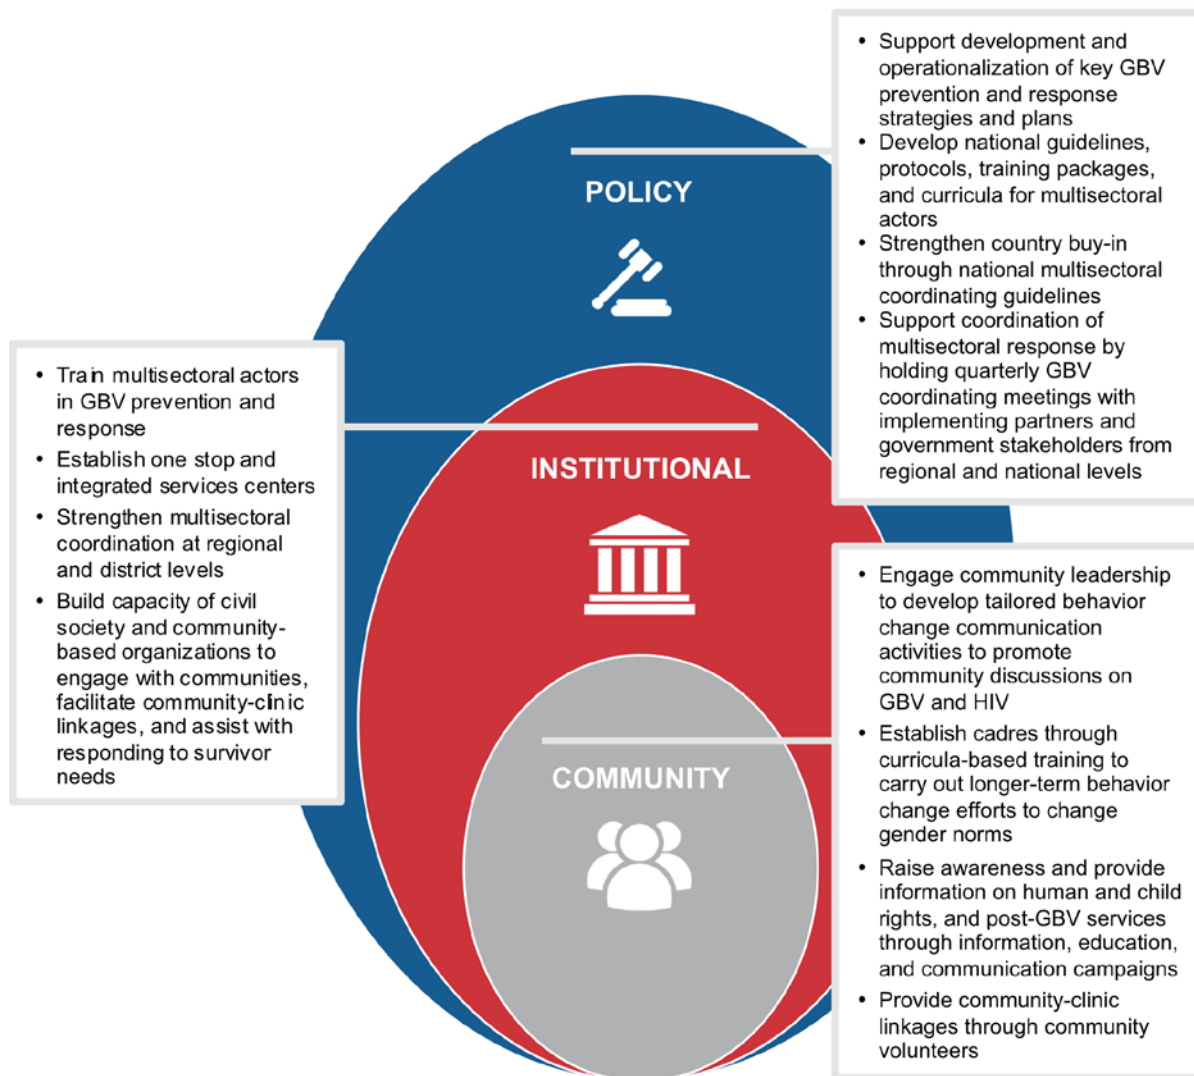 POLICY
• Support development and
operationalization of key GBV
prevention and response
strategies and plans
• Develop national guidelines,
protocols, training packages,
and curricula for multisectoral
actors
• Strengthen country buy-in
through national multisectoral
coordinating guidelines
• Support coordination of
multisectoral response by
holding quarterly GBV
coordinating meetings with
implementing partners and
government stakeholders from
regional and national levels
INSTITUTIONAL
• Train multisectoral actors
in GBV prevention and
response
• Establish one stop and
integrated services centers
• Strengthen multisectoral
coordination at regional
and district levels
• Build capacity of civil
society and community-
based organizations to
engage with communities,
facilitate community-clinic
linkages, and assist with
responding to survivor
needs
COMMUNITY
• Engage community leadership
to develop tailored behavior
change communication
activities to promote
community discussions on
GBV and HIV
• Establish cadres through
curricula-based training to
carry out longer-term behavior
change efforts to change
gender norms
• Raise awareness and provide
information on human and child
rights, and post-GBV services
through information, education,
and communication campaigns
• Provide community-clinic
linkages through community
volunteers